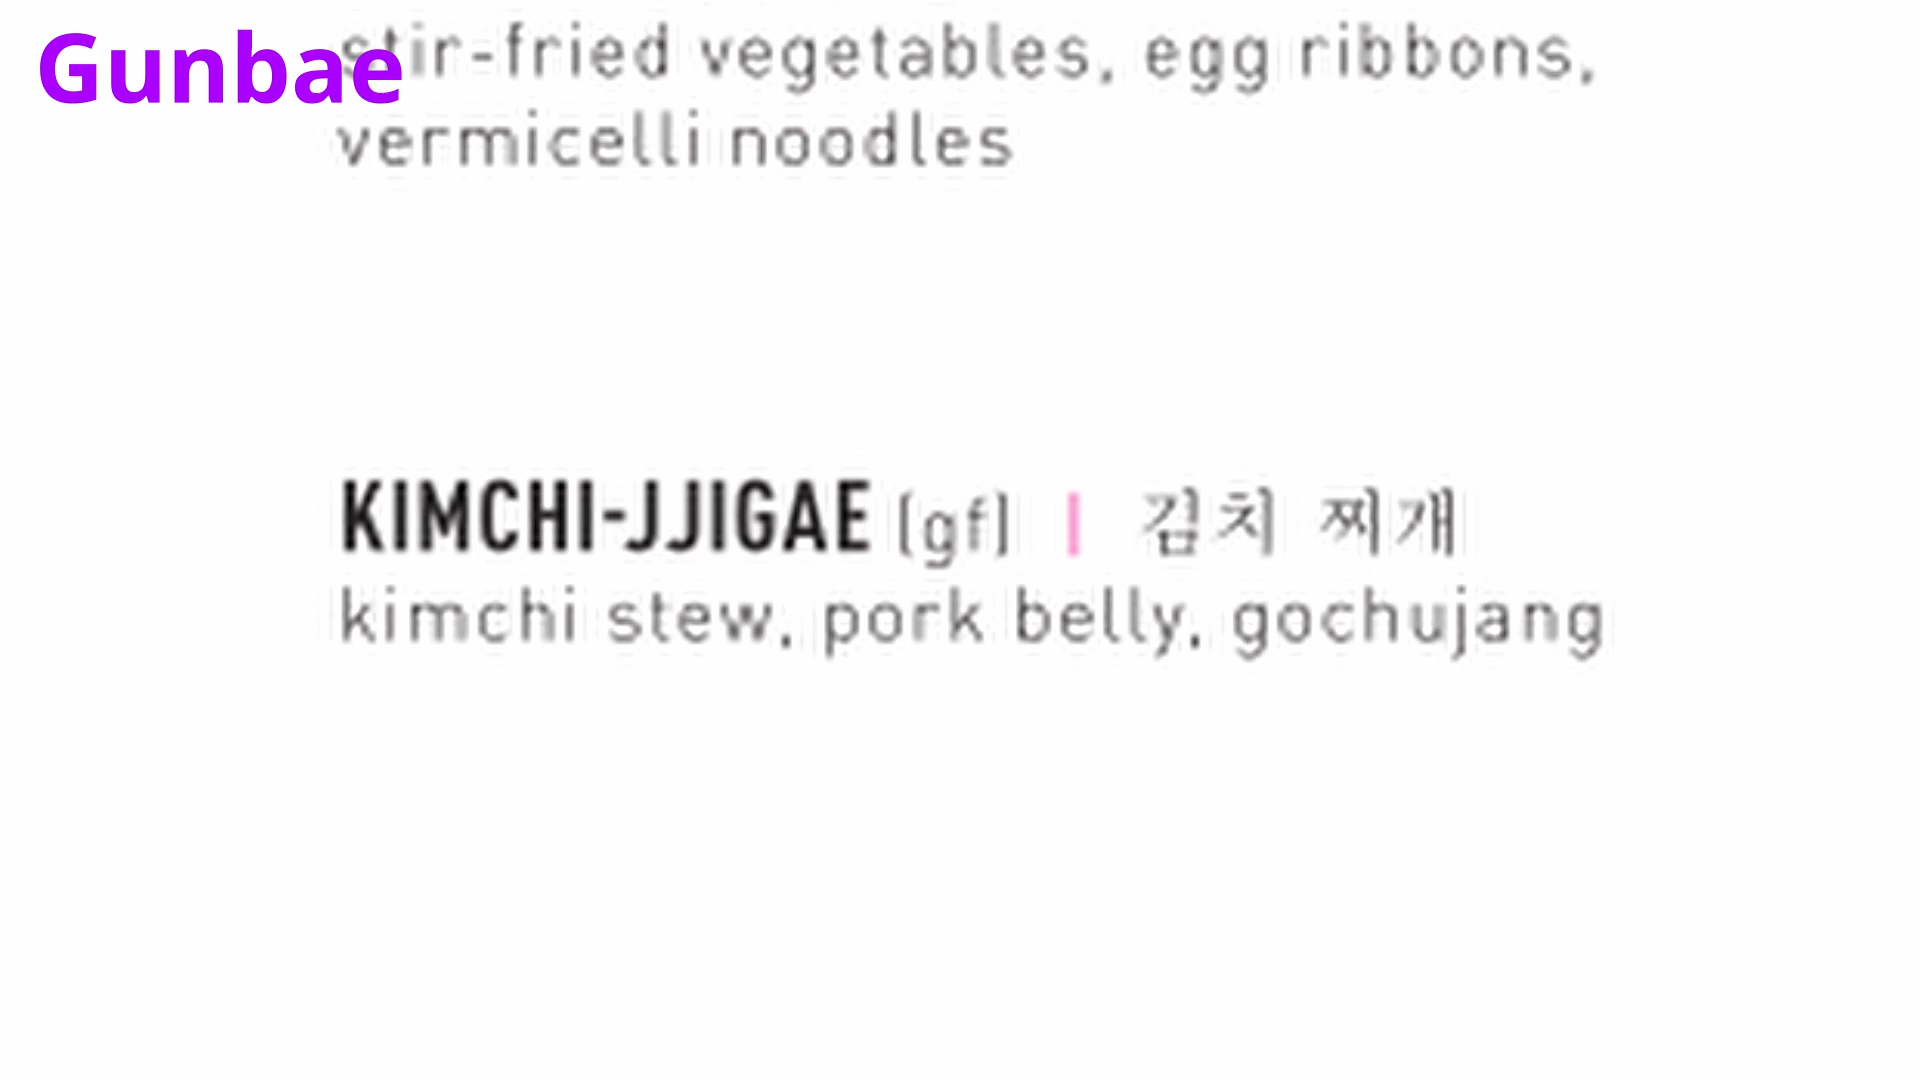 Gunbae
stir-fried vegetables, egg ribbons,
vermicelli noodles
KIMCHI-JJIGAE (gf) | 김치 찌개
kimchi stew, pork belly, gochujang